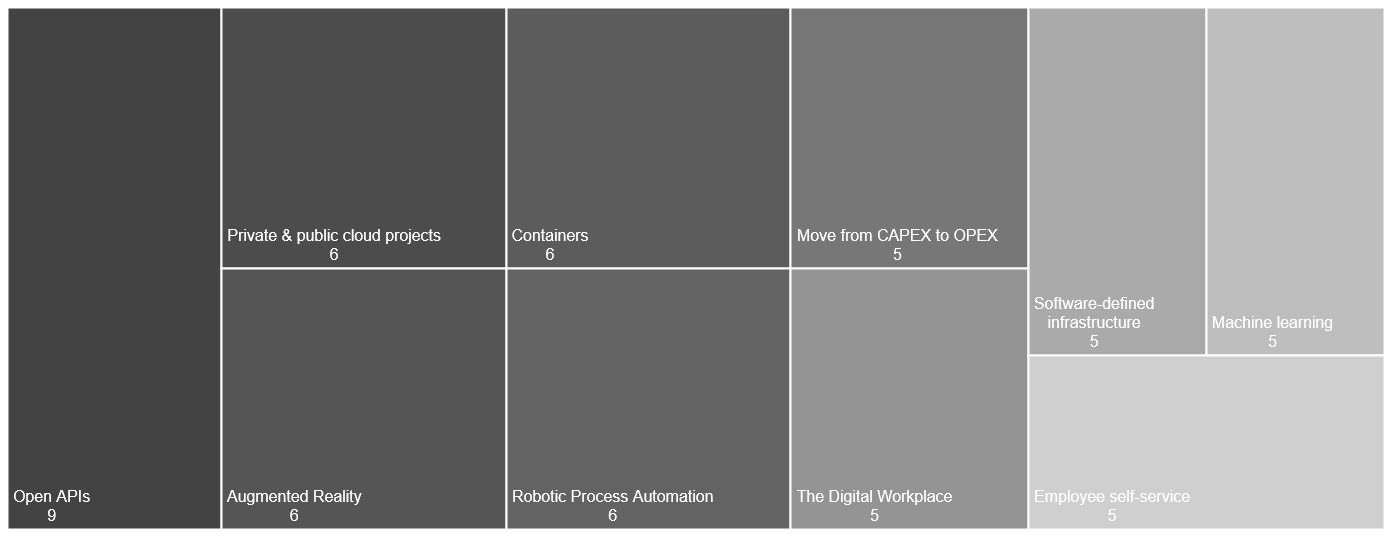 Open APIs
9
Private & public cloud projects
6
Augmented Reality
6
Containers
6
Robotic Process Automation
6
Move from CAPEX to OPEX
5
The Digital Workplace
5
Software-defined
infrastructure
5
Machine learning
5
Employee self-service
5